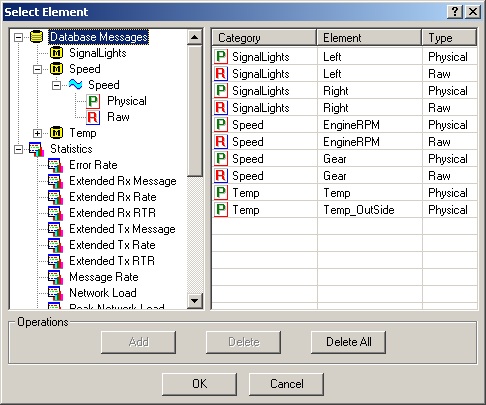 Select Element
Database Messages
SignalLights
Speed
Speed
Physical
Raw
Temp
Statistics
Error Rate
Extended Rx Message
Extended Rx Rate
Extended Rx RTR
Extended Tx Message
Extended Tx Rate
Extended Tx RTR
Message Rate
Network Load
Peak Network Load
Category Element Type
P SignalLights Left Physical
R SignalLights Left Raw
P SignalLights Right Physical
R SignalLights Right Raw
P Speed EngineRPM Physical
R Speed EngineRPM Raw
P Speed Gear Physical
R Speed Gear Raw
P Temp Temp Physical
P Temp Temp_OutSide Physical
Operations
Add Delete Delete All
OK Cancel